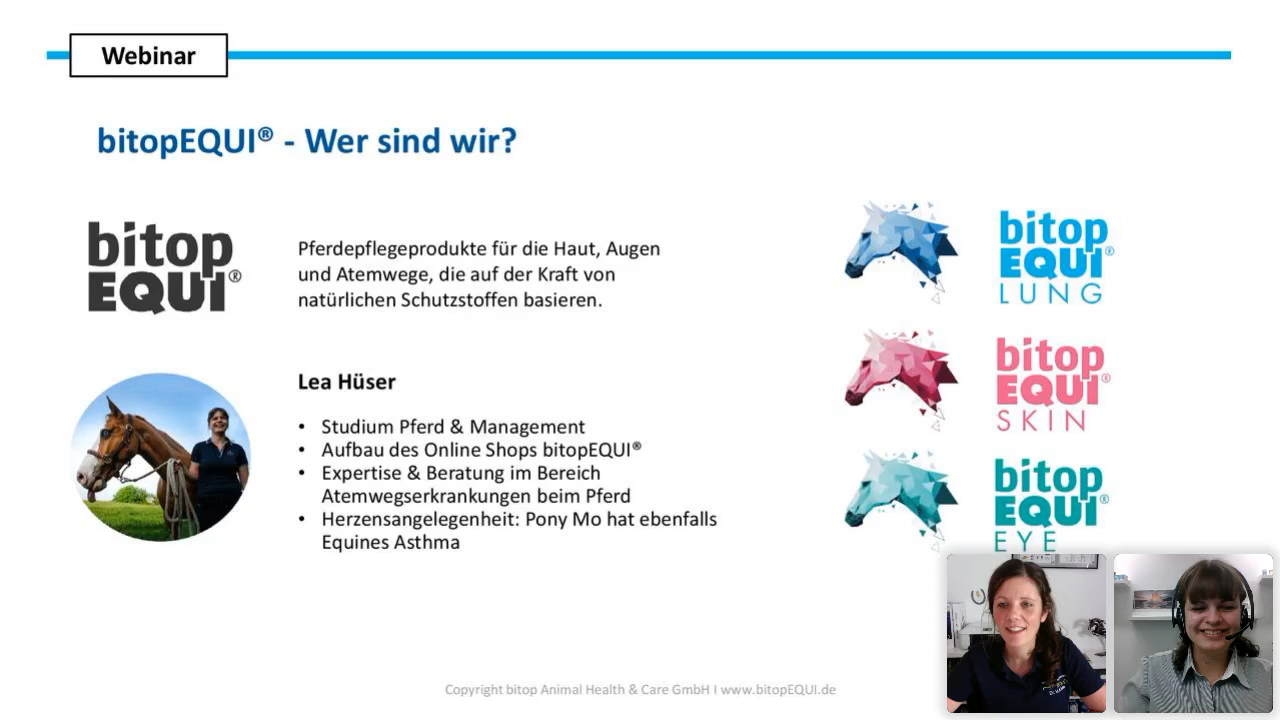 Webinar
bitopEQUI® - Wer sind wir?
bitop
EQUI®
Pferdepflegeprodukte für die Haut, Augen
und Atemwege, die auf der Kraft von
natürlichen Schutzstoffen basieren.
Lea Hüser
• Studium Pferd & Management
• Aufbau des Online Shops bitopEQUI®
• Expertise & Beratung im Bereich
Atemwegserkrankungen beim Pferd
• Herzensangelegenheit: Pony Mo hat ebenfalls
Equines Asthma
bitop
EQUI®
LUNG
bitop
EQUI®
SKIN
bitop
EQUI®
EYE
Copyright bitop Animal Health & Care GmbH I www.bitopEQUI.de